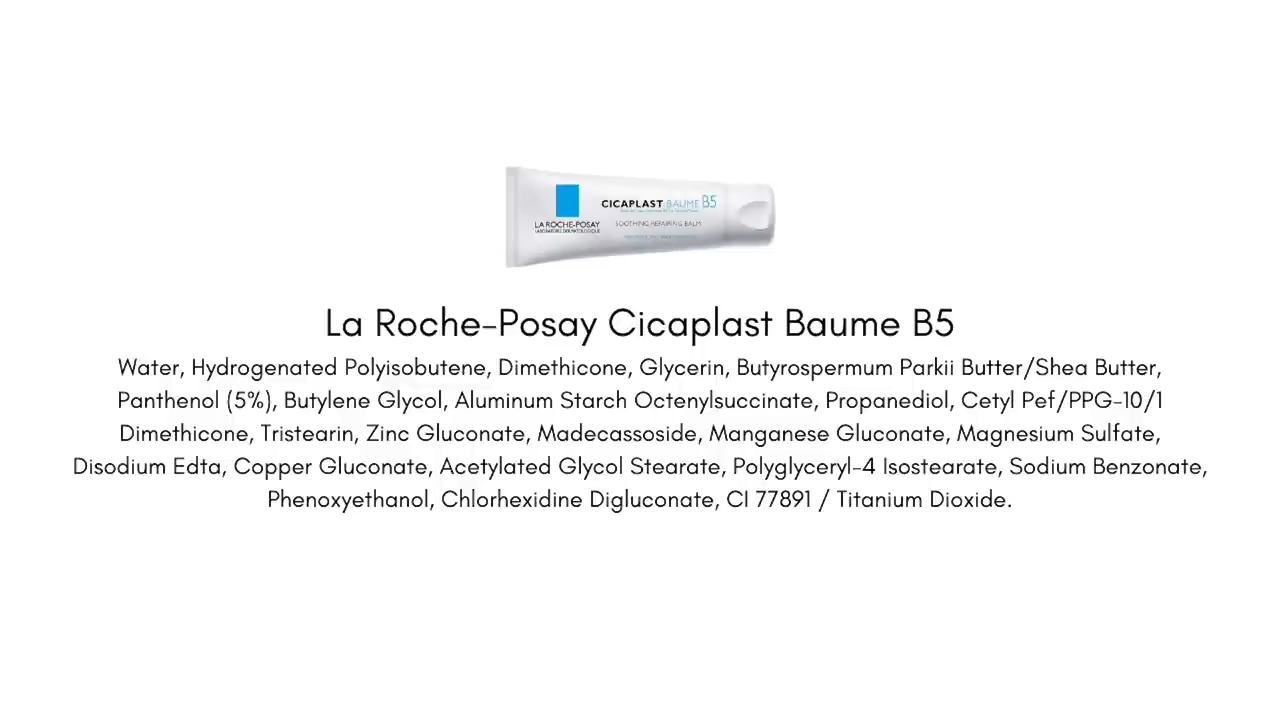 CICAPLAST BAUME B5
LA ROCHE-POSAY
LABORATOIRE DERMATOLOGIQUE
SOOTHING REPAIRING BALM
La Roche-Posay Cicaplast Baume B5
Water, Hydrogenated Polyisobutene, Dimethicone, Glycerin, Butyrospermum Parkii Butter/Shea Butter,
Panthenol (5%), Butylene Glycol, Aluminum Starch Octenylsuccinate, Propanediol, Cetyl Pef/PPG-10/1
Dimethicone, Tristearin, Zinc Gluconate, Madecassoside, Manganese Gluconate, Magnesium Sulfate,
Disodium Edta, Copper Gluconate, Acetylated Glycol Stearate, Polyglyceryl-4 Isostearate, Sodium Benzonate,
Phenoxyethanol, Chlorhexidine Digluconate, CI 77891 / Titanium Dioxide.